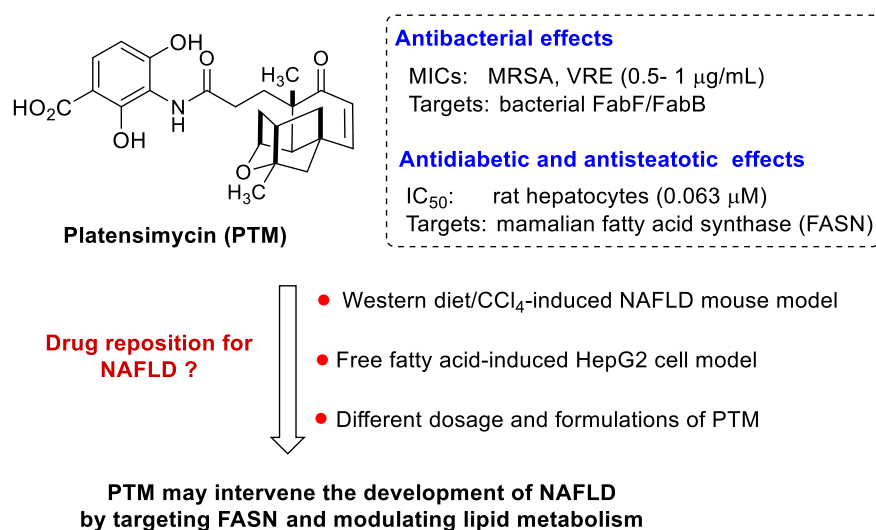 OH
O
H₃C
O
HO₂C
N
H
OH
O
H₃C
Platensimycin (PTM)
Antibacterial effects
MICs: MRSA, VRE (0.5- 1 μg/mL)
Targets: bacterial FabF/FabB
Antidiabetic and antisteatotic effects
IC₅₀: rat hepatocytes (0.063 μM)
Targets: mamalian fatty acid synthase (FASN)
Drug reposition for
NAFLD ?
• Western diet/CCl₄-induced NAFLD mouse model
• Free fatty acid-induced HepG2 cell model
• Different dosage and formulations of PTM
PTM may intervene the development of NAFLD
by targeting FASN and modulating lipid metabolism